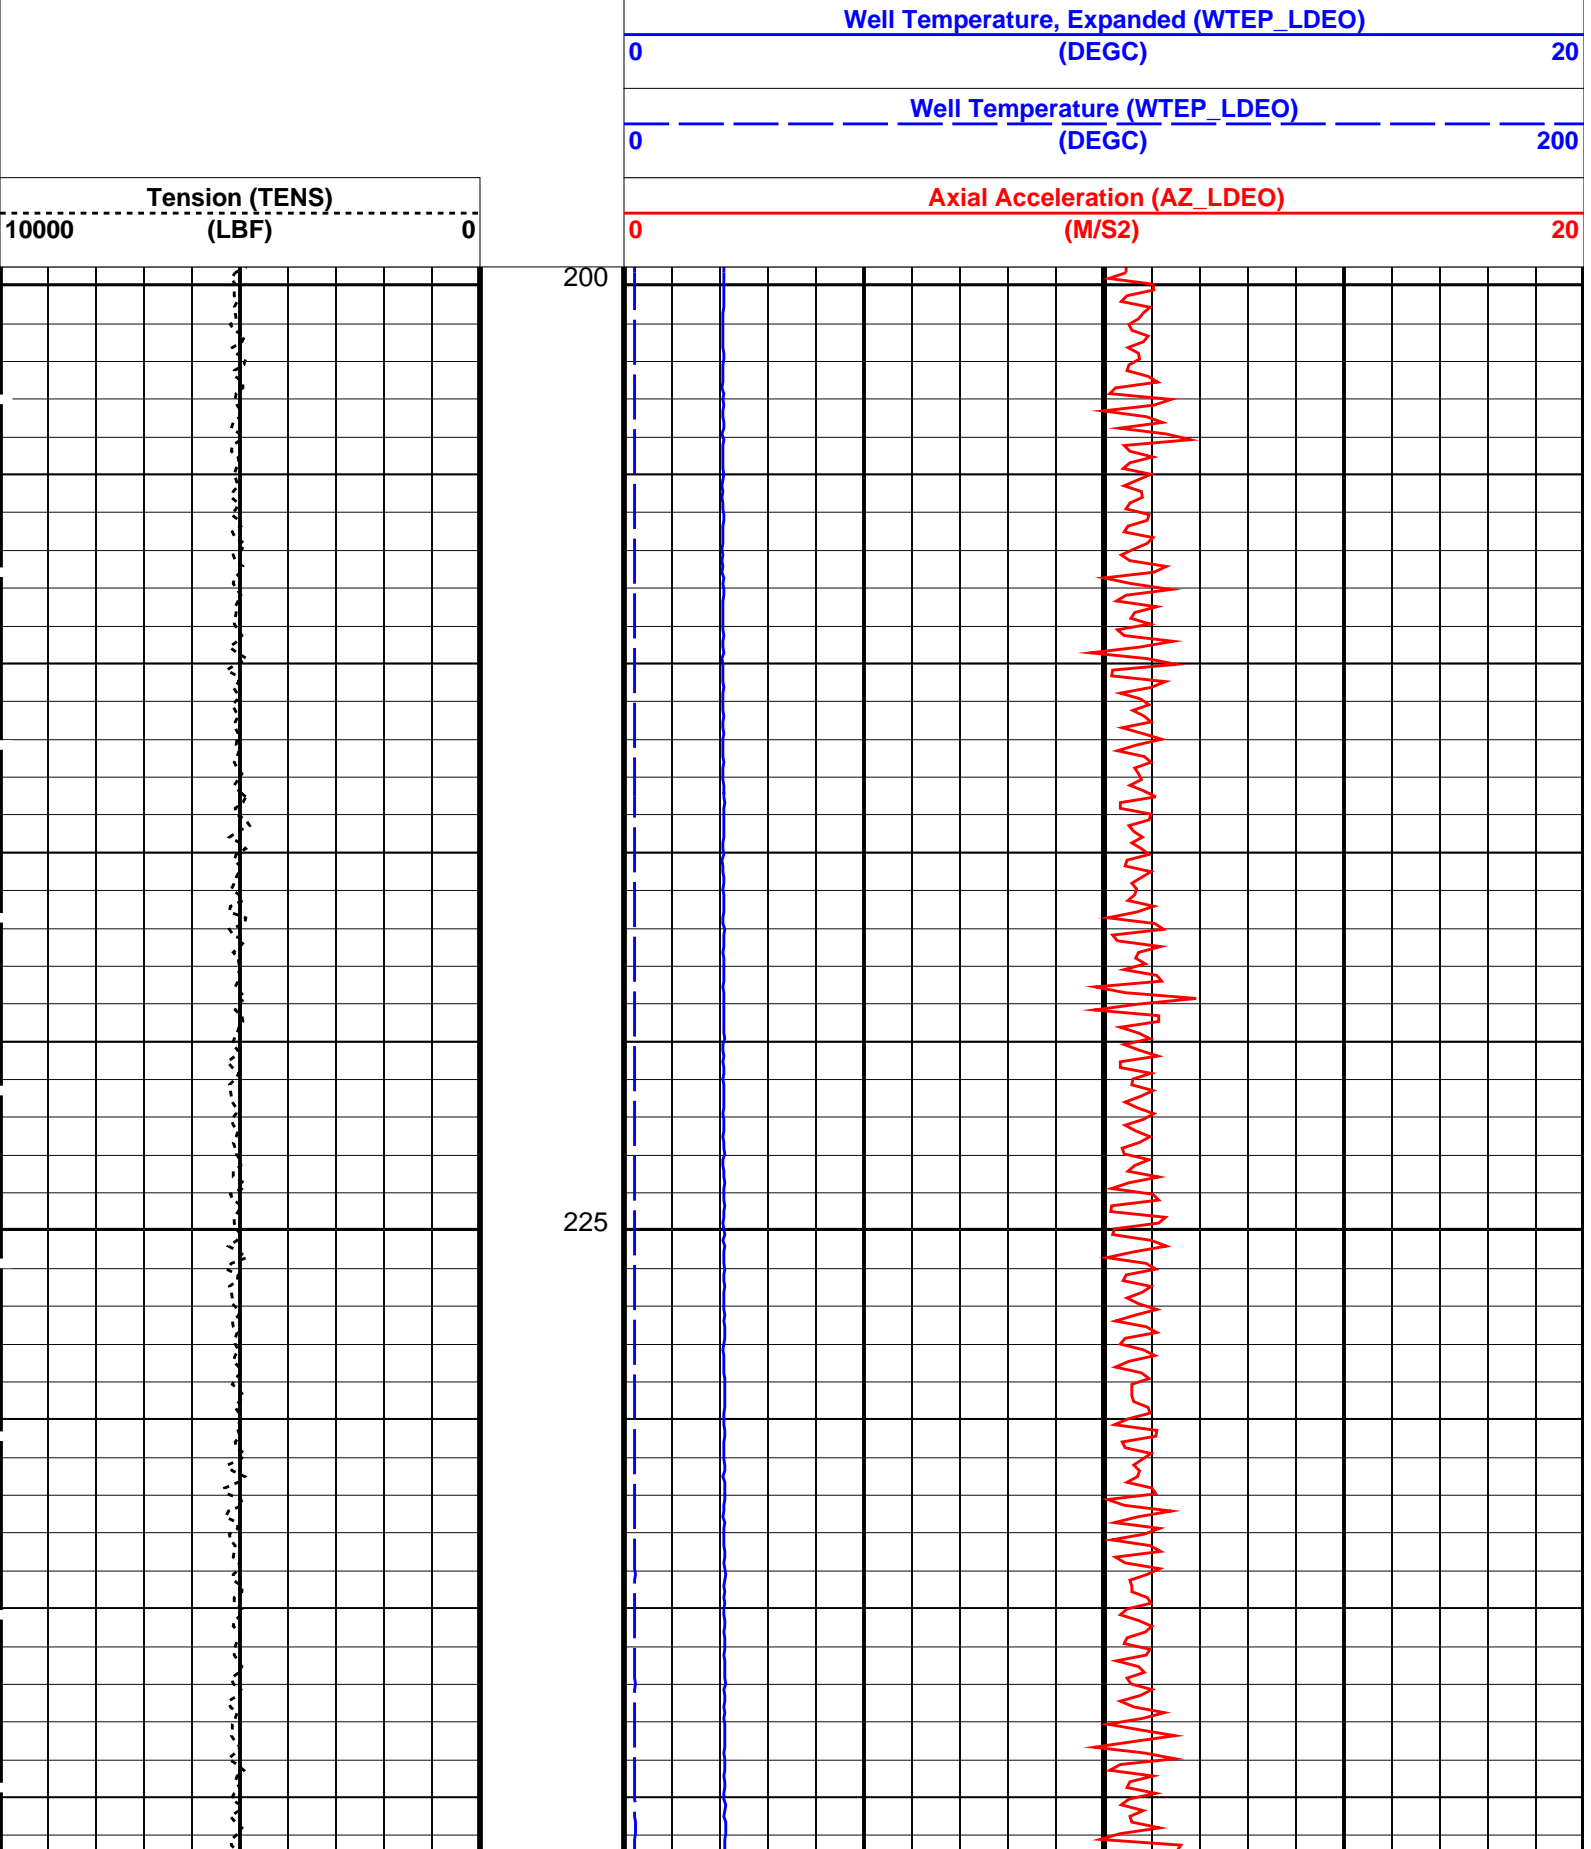 Well Temperature, Expanded (WTEP_LDEO)
0 (DEGC) 20
Well Temperature (WTEP_LDEO)
0 (DEGC) 200
Tension (TENS)
10000 (LBF) 0
Axial Acceleration (AZ_LDEO)
0 (M/S2) 20
200
225